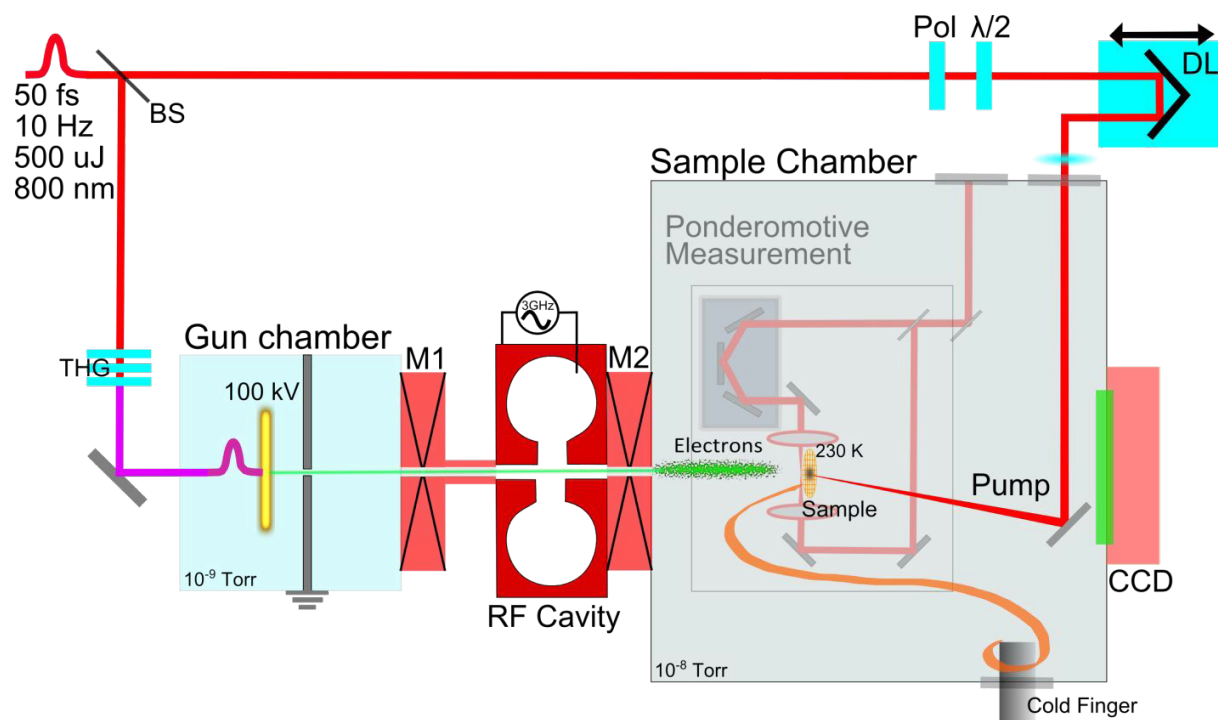 Pol λ/2
DL
BS
50 fs
10 Hz
500 uJ
800 nm
Sample Chamber
Ponderomotive
Measurement
3GHz
Gun chamber
M1
M2
THG
100 kV
Electrons
230 K
Pump
Sample
10⁻⁹ Torr
CCD
RF Cavity
10⁻⁸ Torr
Cold Finger